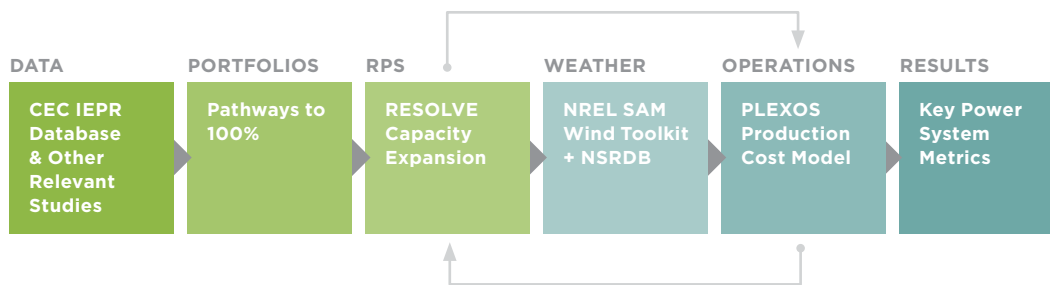 DATA
CEC IEPR
Database
& Other
Relevant
Studies
PORTFOLIOS
Pathways to
100%
RPS
RESOLVE
Capacity
Expansion
WEATHER
NREL SAM
Wind Toolkit
+ NSRDB
OPERATIONS
PLEXOS
Production
Cost Model
RESULTS
Key Power
System
Metrics